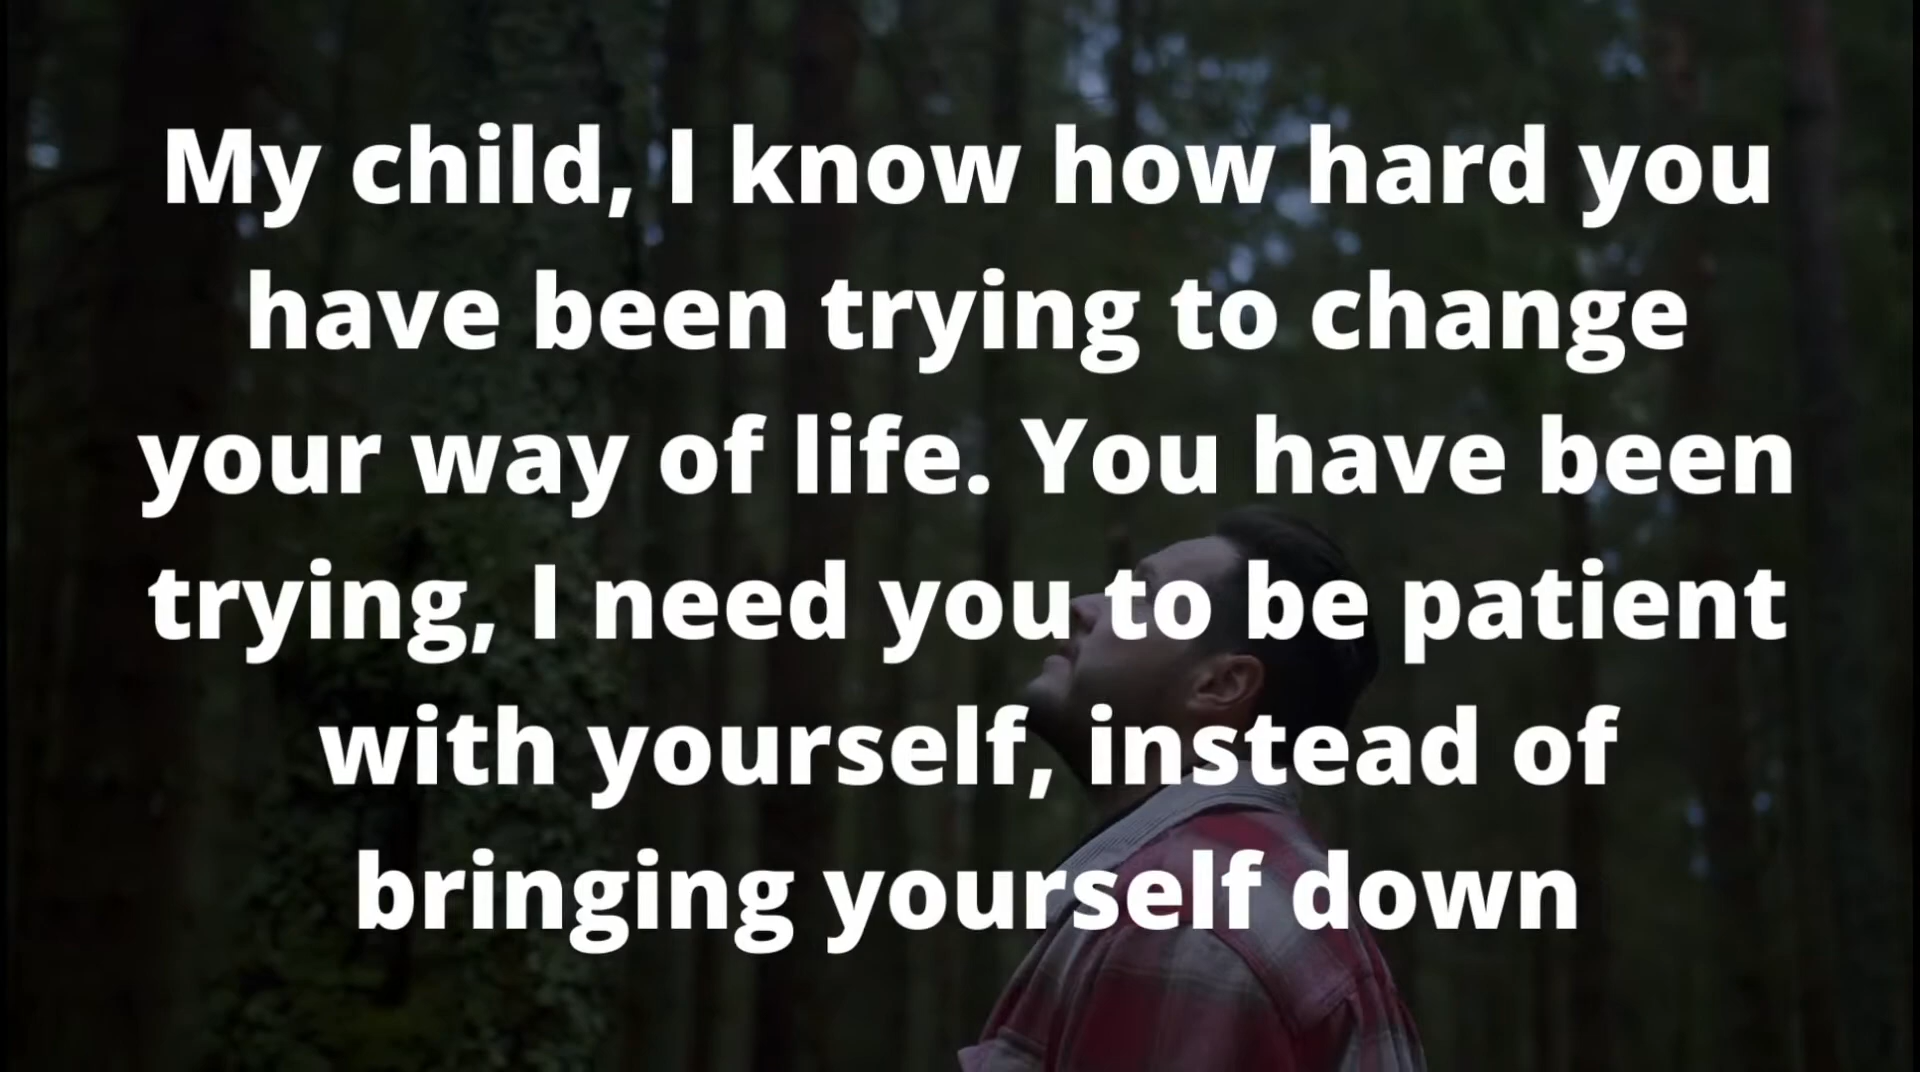 My child, I know how hard you
have been trying to change
your way of life. You have been
trying, I need you to be patient
with yourself, instead of
bringing yourself down